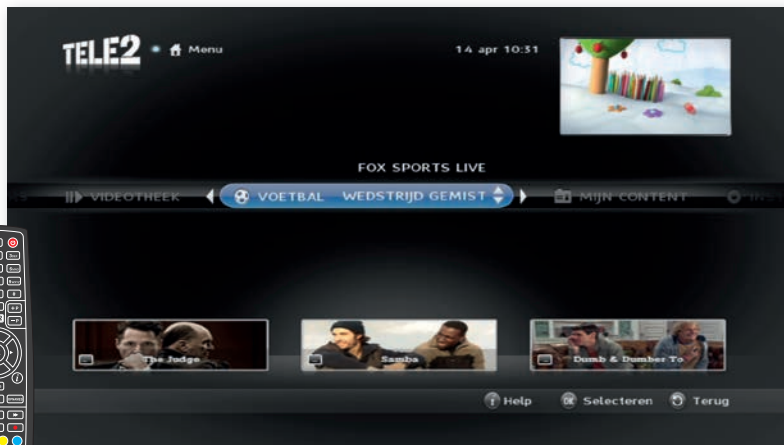 TELE2 Menu 14 apr 10:31
FOX SPORTS LIVE
VIDEOTHEEK VOETBAL WEDSTRIJD GEMIST MIJN CONTENT
The Judge Samba Dumb & Dumber To
i Help OK Selecteren Terug